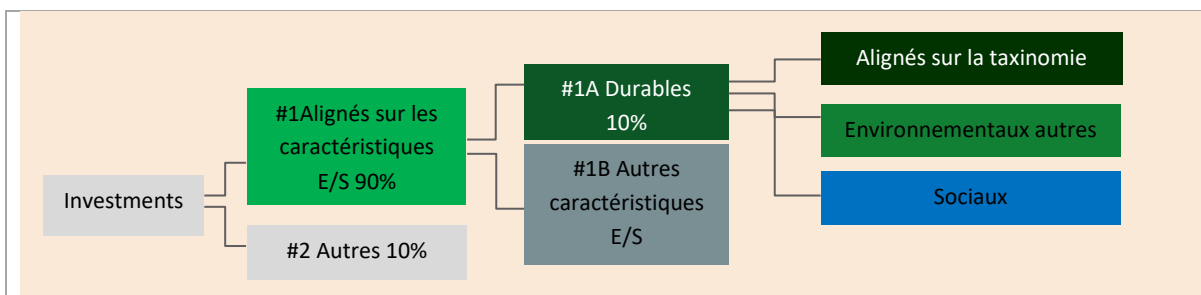 Investments
#1Alignés sur les
caractéristiques
E/S 90%
#2 Autres 10%
#1A Durables
10%
#1B Autres
caractéristiques
E/S
Alignés sur la taxinomie
Environnementaux autres
Sociaux